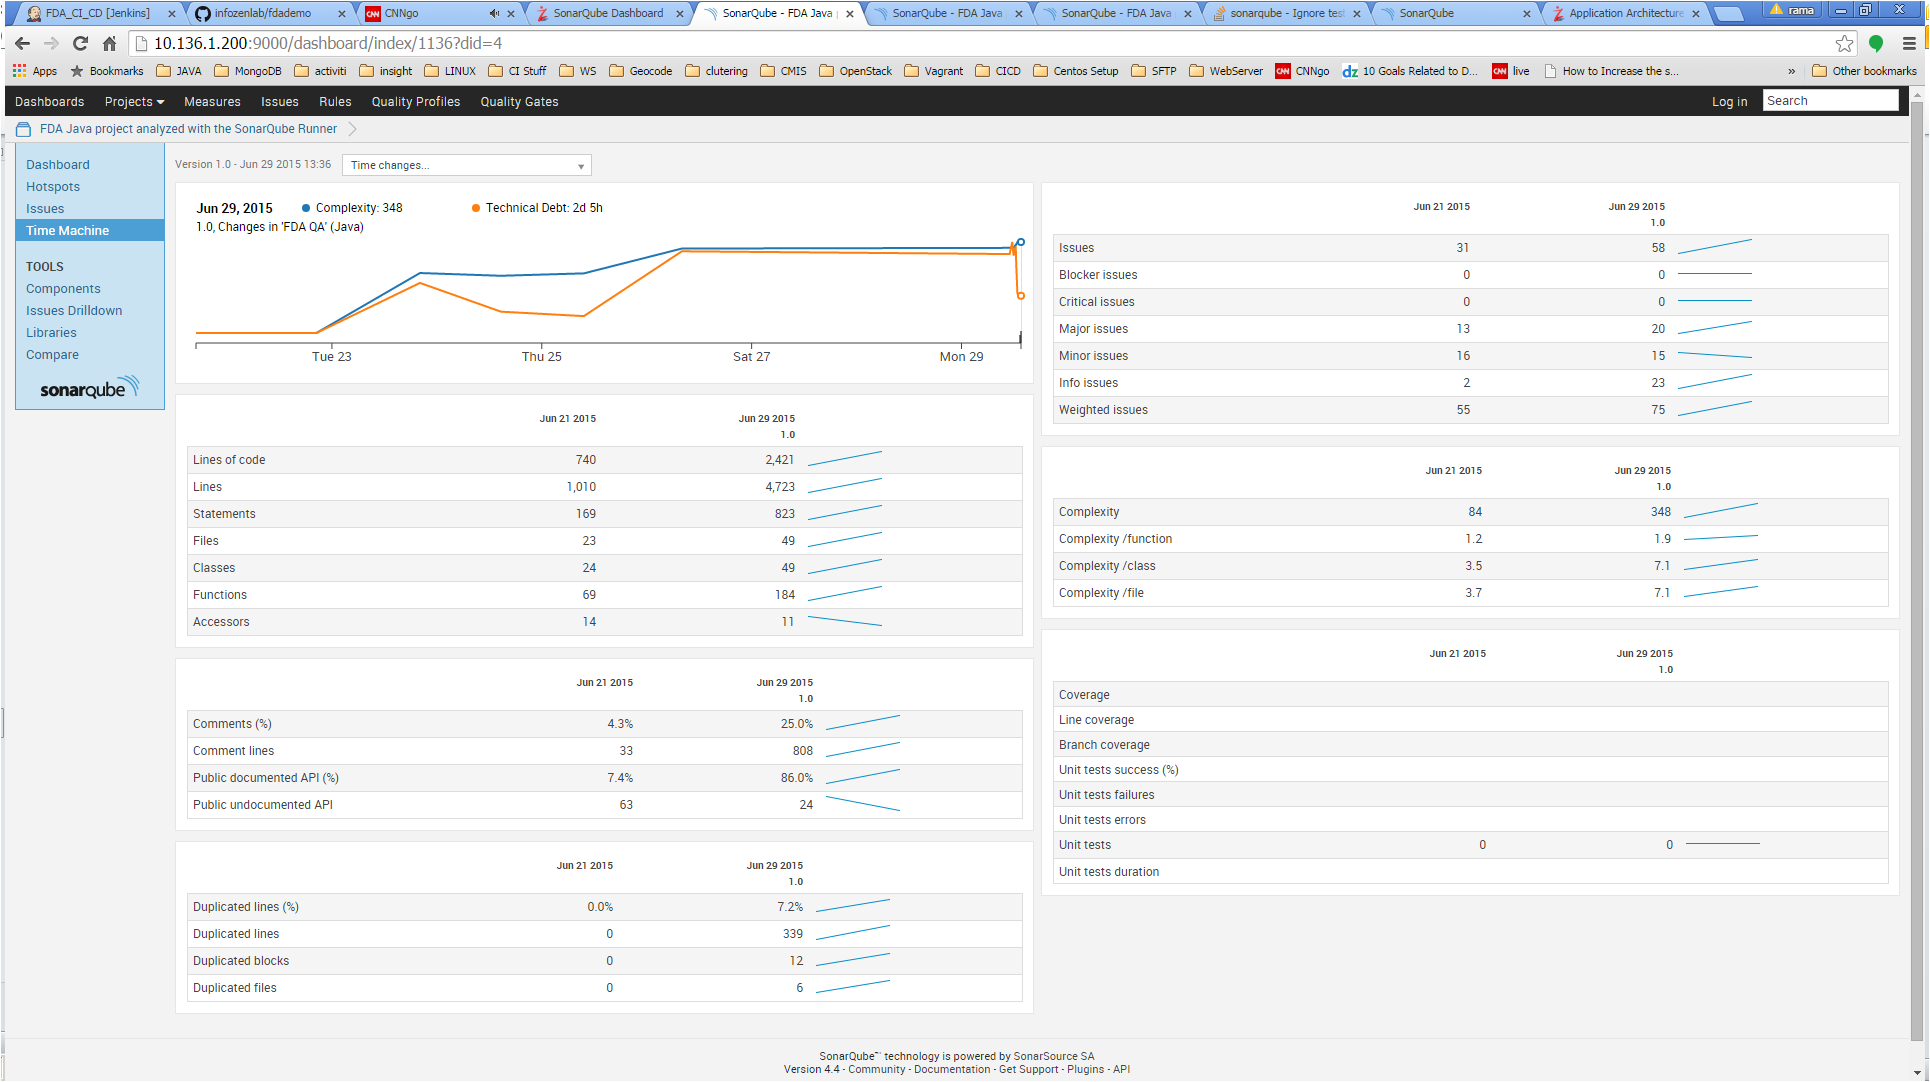 FDA_CI_CD [Jenkins]
infozenlab/fdademo
CNNgo
SonarQube Dashboard
SonarQube - FDA Java
SonarQube - FDA Java
SonarQube - FDA Java
sonarqube - Ignore tes
SonarQube
Application Architecture
rama
10.136.1.200:9000/dashboard/index/1136?did=4
Apps Bookmarks JAVA MongoDB activiti insight LINUX CI Stuff WS Geocode clutering CMIS OpenStack Vagrant CICD Centos Setup SFTP WebServer CNNgo 10 Goals Related to D... live How to Increase the s... » Other bookmarks
Dashboards Projects Measures Issues Rules Quality Profiles Quality Gates Log in Search
FDA Java project analyzed with the SonarQube Runner
Dashboard
Hotspots
Issues
Time Machine
TOOLS
Components
Issues Drilldown
Libraries
Compare
sonarqube
Version 1.0 - Jun 29 2015 13:36 Time changes...
Jun 29, 2015 Complexity: 348 Technical Debt: 2d 5h
1.0, Changes in 'FDA QA' (Java)
Tue 23 Thu 25 Sat 27 Mon 29
Jun 21 2015 Jun 29 2015
1.0
Lines of code 740 2,421
Lines 1,010 4,723
Statements 169 823
Files 23 49
Classes 24 49
Functions 69 184
Accessors 14 11
Jun 21 2015 Jun 29 2015
1.0
Comments (%) 4.3% 25.0%
Comment lines 33 808
Public documented API (%) 7.4% 86.0%
Public undocumented API 63 24
Jun 21 2015 Jun 29 2015
1.0
Duplicated lines (%) 0.0% 7.2%
Duplicated lines 0 339
Duplicated blocks 0 12
Duplicated files 0 6
Jun 21 2015 Jun 29 2015
1.0
Issues 31 58
Blocker issues 0 0
Critical issues 0 0
Major issues 13 20
Minor issues 16 15
Info issues 2 23
Weighted issues 55 75
Jun 21 2015 Jun 29 2015
1.0
Complexity 84 348
Complexity /function 1.2 1.9
Complexity /class 3.5 7.1
Complexity /file 3.7 7.1
Jun 21 2015 Jun 29 2015
1.0
Coverage
Line coverage
Branch coverage
Unit tests success (%)
Unit tests failures
Unit tests errors
Unit tests 0 0
Unit tests duration
SonarQube™ technology is powered by SonarSource SA
Version 4.4 - Community - Documentation - Get Support - Plugins - API